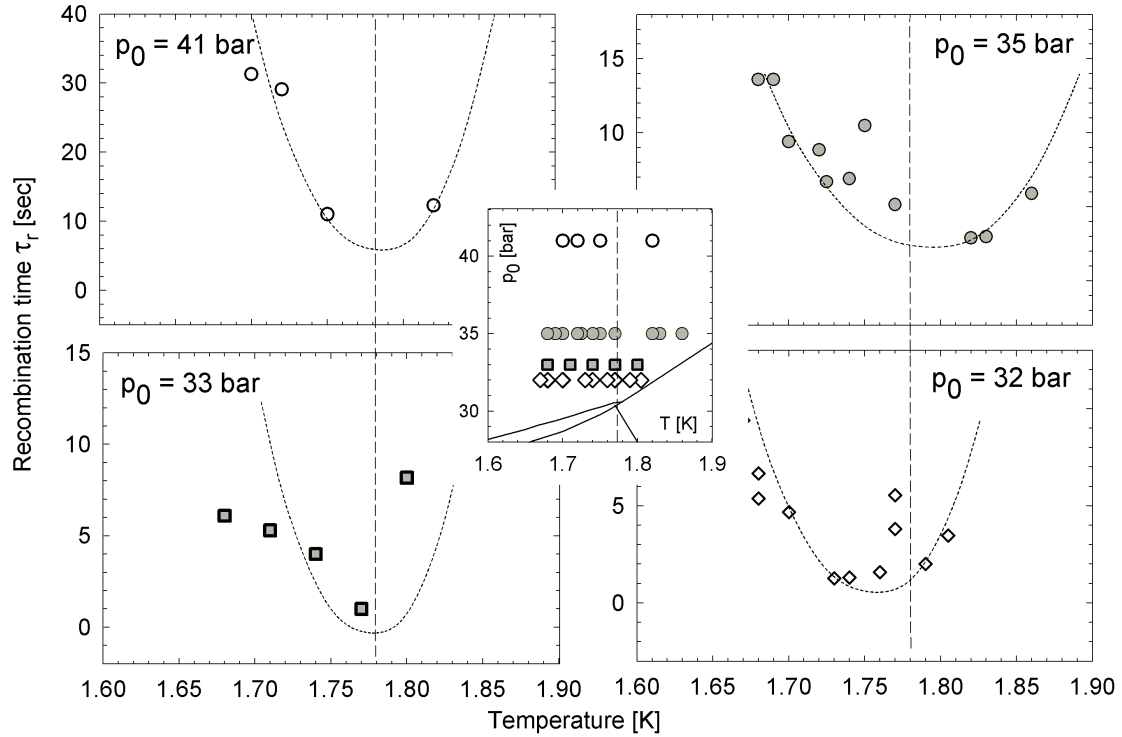 p0 = 41 bar
40
30
20
10
0
p0 = 35 bar
15
10
Recombination time τr [sec]
p0 [bar]
40
35
30
T [K]
1.6 1.7 1.8 1.9
p0 = 33 bar
15
10
5
0
1.60 1.65 1.70 1.75 1.80 1.85 1.90
p0 = 32 bar
5
0
1.60 1.65 1.70 1.75 1.80 1.85 1.90
Temperature [K]